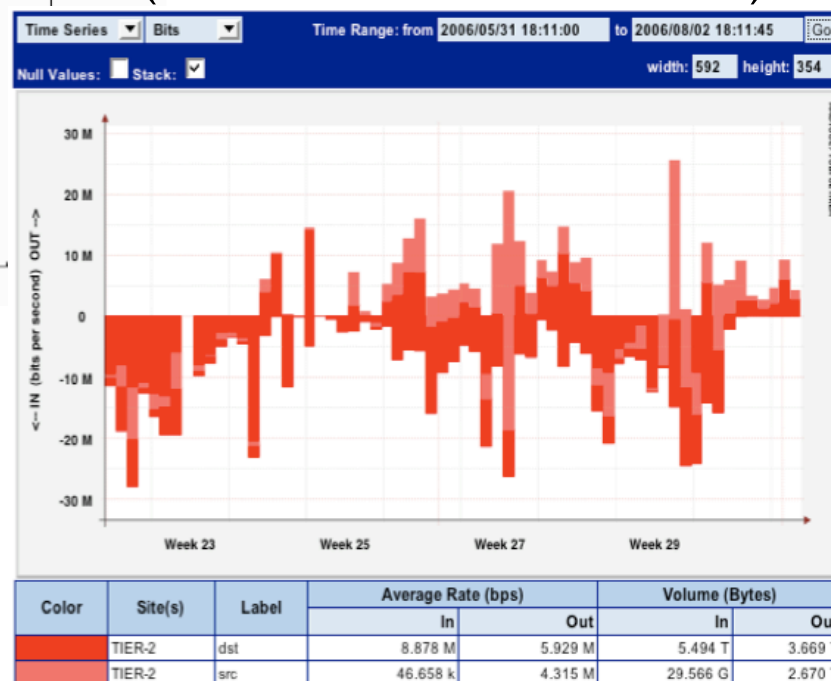 Time Series Bits Time Range: from 2006/05/31 18:11:00 to 2006/08/02 18:11:45 Go
Null Values: Stack: width: 592 height: 354
30 M
20 M
10 M
0
-10 M
-20 M
-30 M
<-- IN (bits per second) OUT -->
Week 23 Week 25 Week 27 Week 29
Color Site(s) Label Average Rate (bps) Volume (Bytes)
In Out In Ou
TIER-2 dst 8.878 M 5.929 M 5.494 T 3.669
TIER-2 src 46.658 k 4.315 M 29.566 G 2.670